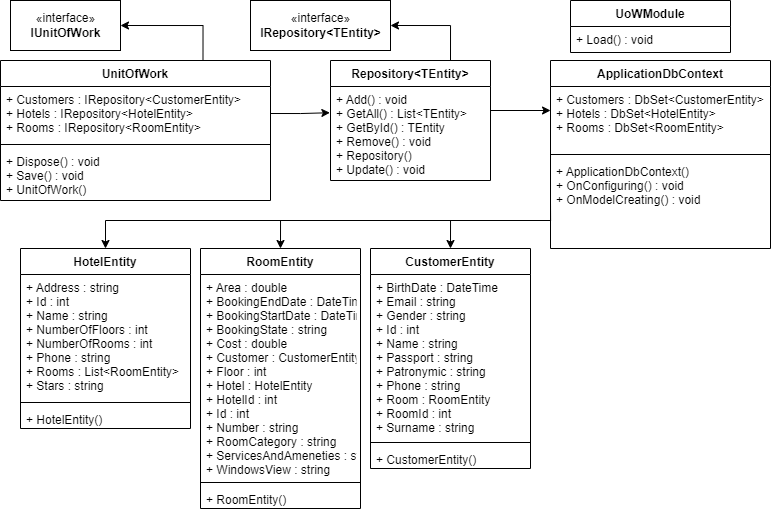 «interface»
IUnitOfWork
«interface»
IRepository<TEntity>
UoWModule
+ Load() : void
UnitOfWork
+ Customers : IRepository<CustomerEntity>
+ Hotels : IRepository<HotelEntity>
+ Rooms : IRepository<RoomEntity>
+ Dispose() : void
+ Save() : void
+ UnitOfWork()
Repository<TEntity>
+ Add() : void
+ GetAll() : List<TEntity>
+ GetById() : TEntity
+ Remove() : void
+ Repository()
+ Update() : void
ApplicationDbContext
+ Customers : DbSet<CustomerEntity>
+ Hotels : DbSet<HotelEntity>
+ Rooms : DbSet<RoomEntity>
+ ApplicationDbContext()
+ OnConfiguring() : void
+ OnModelCreating() : void
HotelEntity
+ Address : string
+ Id : int
+ Name : string
+ NumberOfFloors : int
+ NumberOfRooms : int
+ Phone : string
+ Rooms : List<RoomEntity>
+ Stars : string
+ HotelEntity()
RoomEntity
+ Area : double
+ BookingEndDate : DateTim
+ BookingStartDate : DateTi
+ BookingState : string
+ Cost : double
+ Customer : CustomerEntity
+ Floor : int
+ Hotel : HotelEntity
+ HotelId : int
+ Id : int
+ Number : string
+ RoomCategory : string
+ ServicesAndAmeneties : s
+ WindowsView : string
+ RoomEntity()
CustomerEntity
+ BirthDate : DateTime
+ Email : string
+ Gender : string
+ Id : int
+ Name : string
+ Passport : string
+ Patronymic : string
+ Phone : string
+ Room : RoomEntity
+ RoomId : int
+ Surname : string
+ CustomerEntity()